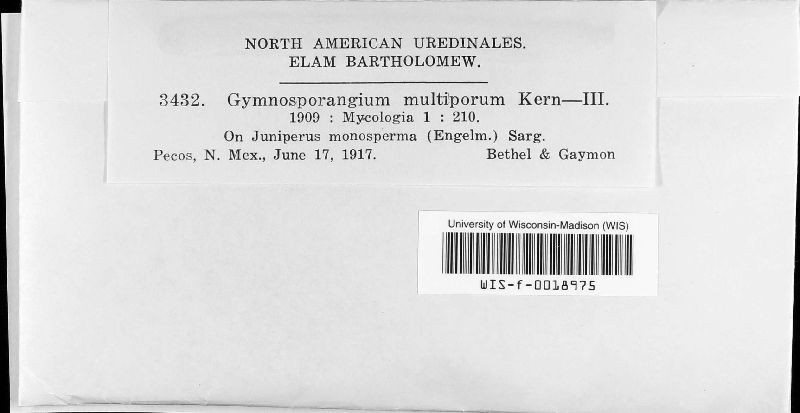 NORTH AMERICAN UREDINALES.
ELAM BARTHOLOMEW.
3432. Gymnosporangium multiporum Kern—III.
1909 : Mycologia 1 : 210.
On Juniperus monosperma (Engelm.) Sarg.
Pecos, N. Mex., June 17, 1917. Bethel & Gaymon
University of Wisconsin-Madison (WIS)
WIS-f-0018975